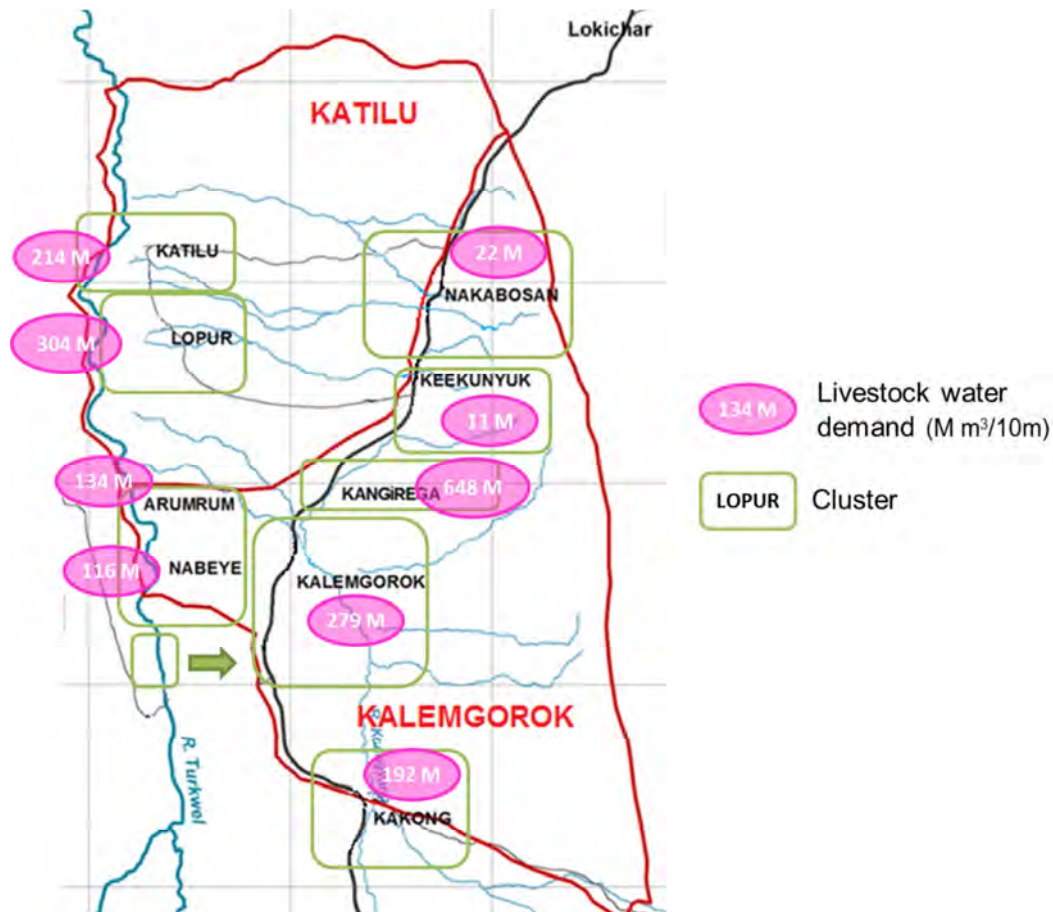 Lokichar
KATILU
KATILU
214 M
22 M
NAKABOSAN
304 M
LOPUR
KEEKUNYUK
11 M
134 M
KANGIREGA
648 M
ARUMRUM
116 M
NABEYE
KALEMGOROK
279 M
KALEMGOROK
R. Turkwel
192 M
KAKONG
134 M
Livestock water
demand (M m³/10m)
LOPUR
Cluster